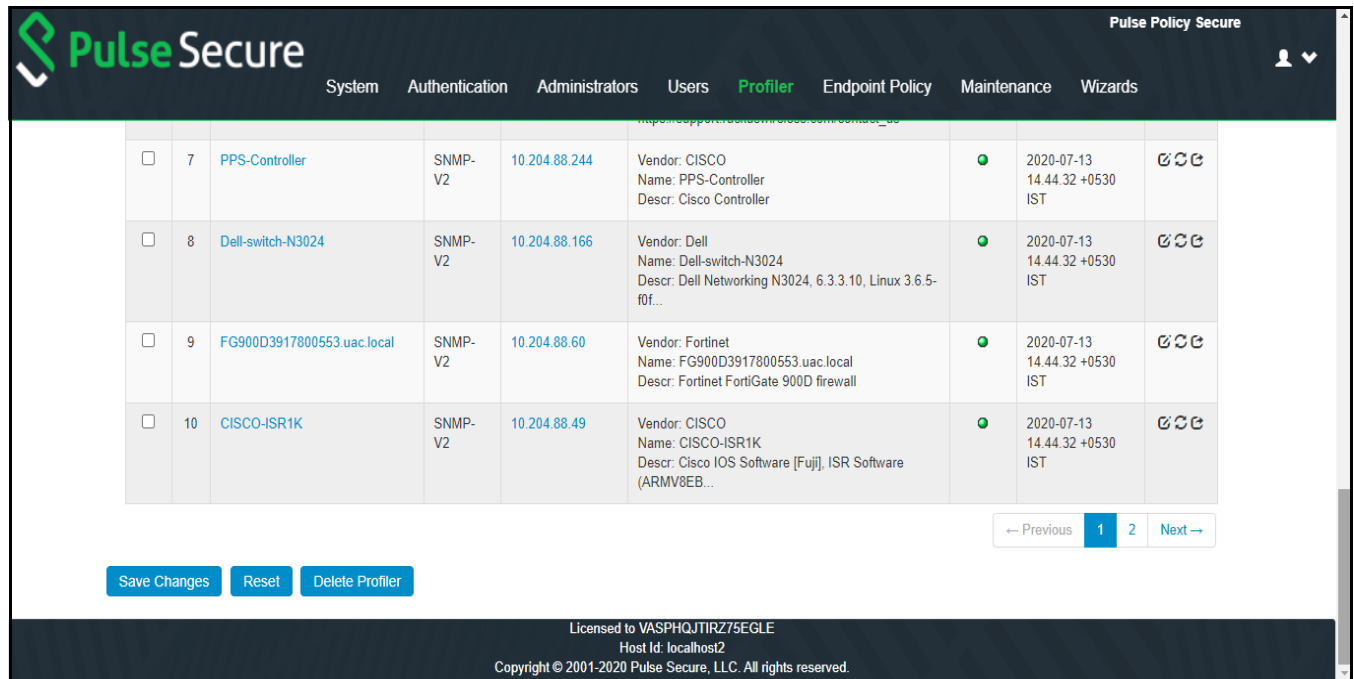 Pulse Policy Secure
Pulse Secure
System Authentication Administrators Users Profiler Endpoint Policy Maintenance Wizards
7 PPS-Controller SNMP- 10.204.88.244 Vendor: CISCO 2020-07-13
V2 Name: PPS-Controller 14.44.32 +0530
Descr: Cisco Controller IST
8 Dell-switch-N3024 SNMP- 10.204.88.166 Vendor: Dell 2020-07-13
V2 Name: Dell-switch-N3024 14.44.32 +0530
Descr: Dell Networking N3024, 6.3.3.10, Linux 3.6.5- IST
f0f...
9 FG900D3917800553.uac.local SNMP- 10.204.88.60 Vendor: Fortinet 2020-07-13
V2 Name: FG900D3917800553.uac.local 14.44.32 +0530
Descr: Fortinet FortiGate 900D firewall IST
10 CISCO-ISR1K SNMP- 10.204.88.49 Vendor: CISCO 2020-07-13
V2 Name: CISCO-ISR1K 14.44.32 +0530
Descr: Cisco IOS Software [Fuji], ISR Software IST
(ARMV8EB...
← Previous 1 2 Next →
Save Changes Reset Delete Profiler
Licensed to VASPHQJTIRZ75EGLE
Host Id: localhost2
Copyright © 2001-2020 Pulse Secure, LLC. All rights reserved.